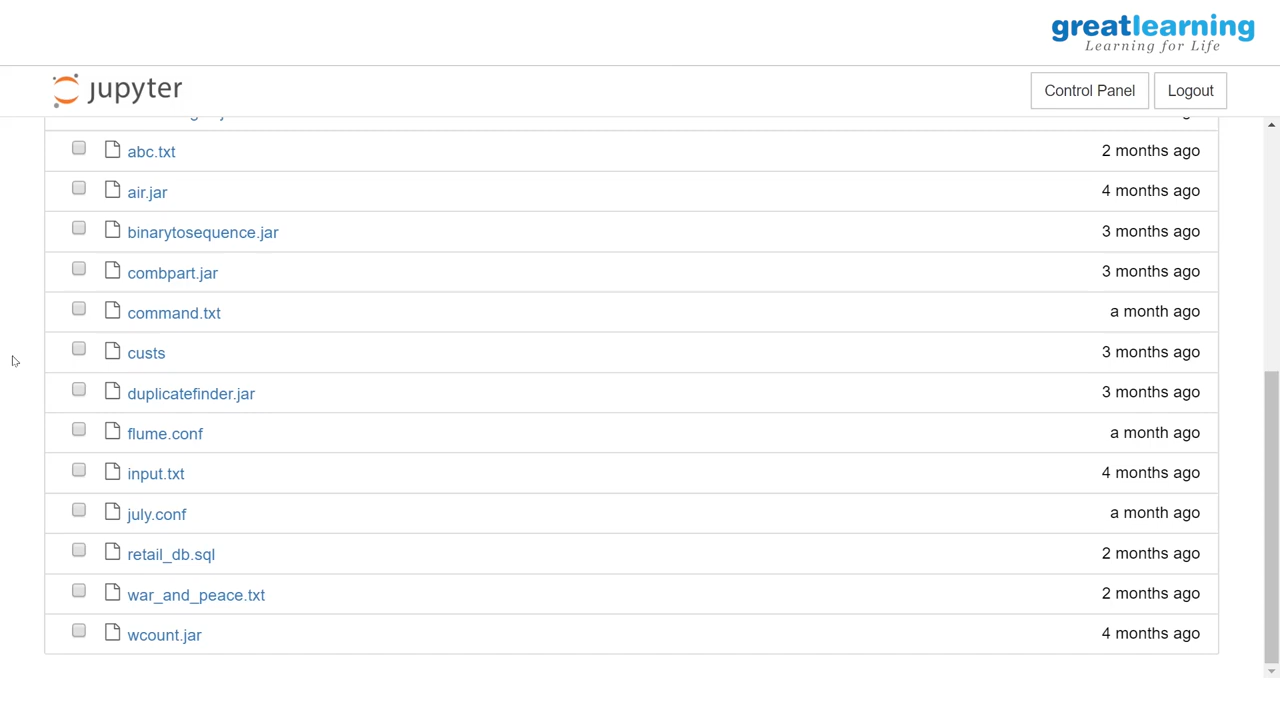 greatlearning
Learning for Life
jupyter
Control Panel
Logout
abc.txt 2 months ago
air.jar 4 months ago
binarytosequence.jar 3 months ago
combpart.jar 3 months ago
command.txt a month ago
custs 3 months ago
duplicatefinder.jar 3 months ago
flume.conf a month ago
input.txt 4 months ago
july.conf a month ago
retail_db.sql 2 months ago
war_and_peace.txt 2 months ago
wcount.jar 4 months ago